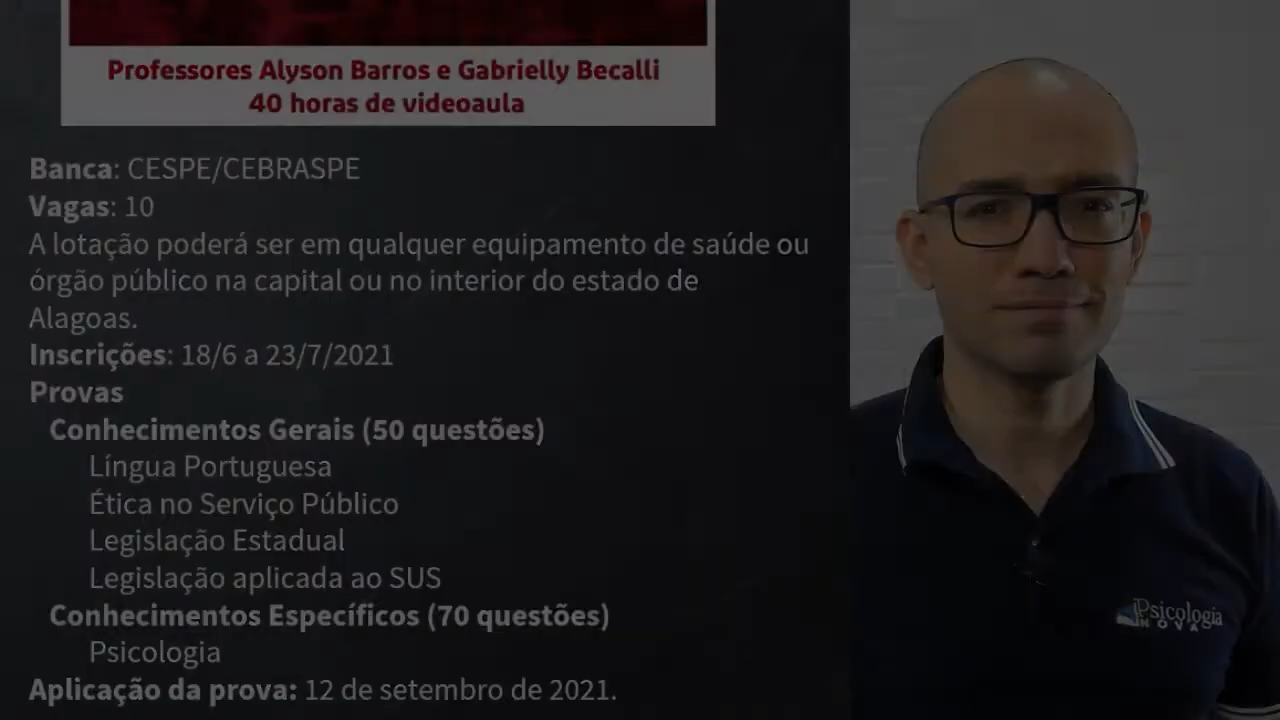 Professores Alyson Barros e Gabrielly Becalli
40 horas de videoaula
Banca: CESPE/CEBRASPE
Vagas: 10
A lotação poderá ser em qualquer equipamento de saúde ou
órgão público na capital ou no interior do estado de
Alagoas.
Inscrições: 18/6 a 23/7/2021
Provas
Conhecimentos Gerais (50 questões)
Língua Portuguesa
Ética no Serviço Público
Legislação Estadual
Legislação aplicada ao SUS
Conhecimentos Específicos (70 questões)
Psicologia
Aplicação da prova: 12 de setembro de 2021.
Psicologia
NOVA